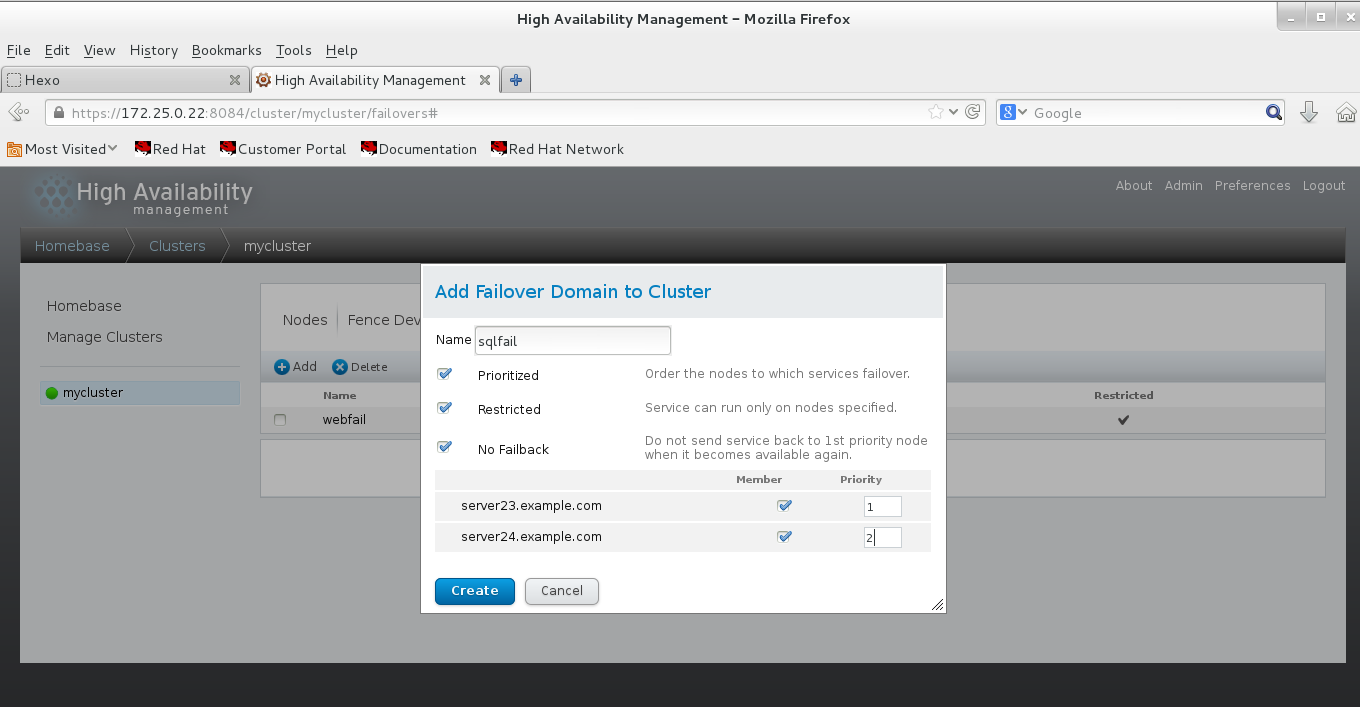 High Availability Management - Mozilla Firefox
File Edit View History Bookmarks Tools Help
Hexo High Availability Management
https://172.25.0.22:8084/cluster/mycluster/failovers# 8 Google
Most Visited Red Hat Customer Portal Documentation Red Hat Network
High Availability
management
About Admin Preferences Logout
Homebase Clusters mycluster
Homebase
Manage Clusters
mycluster
Nodes Fence Dev
Add Delete
Name Restricted
webfail
Add Failover Domain to Cluster
Name sqlfail
Prioritized Order the nodes to which services failover.
Restricted Service can run only on nodes specified.
No Failback Do not send service back to 1st priority node
when it becomes available again.
Member Priority
server23.example.com 1
server24.example.com 2
Create Cancel